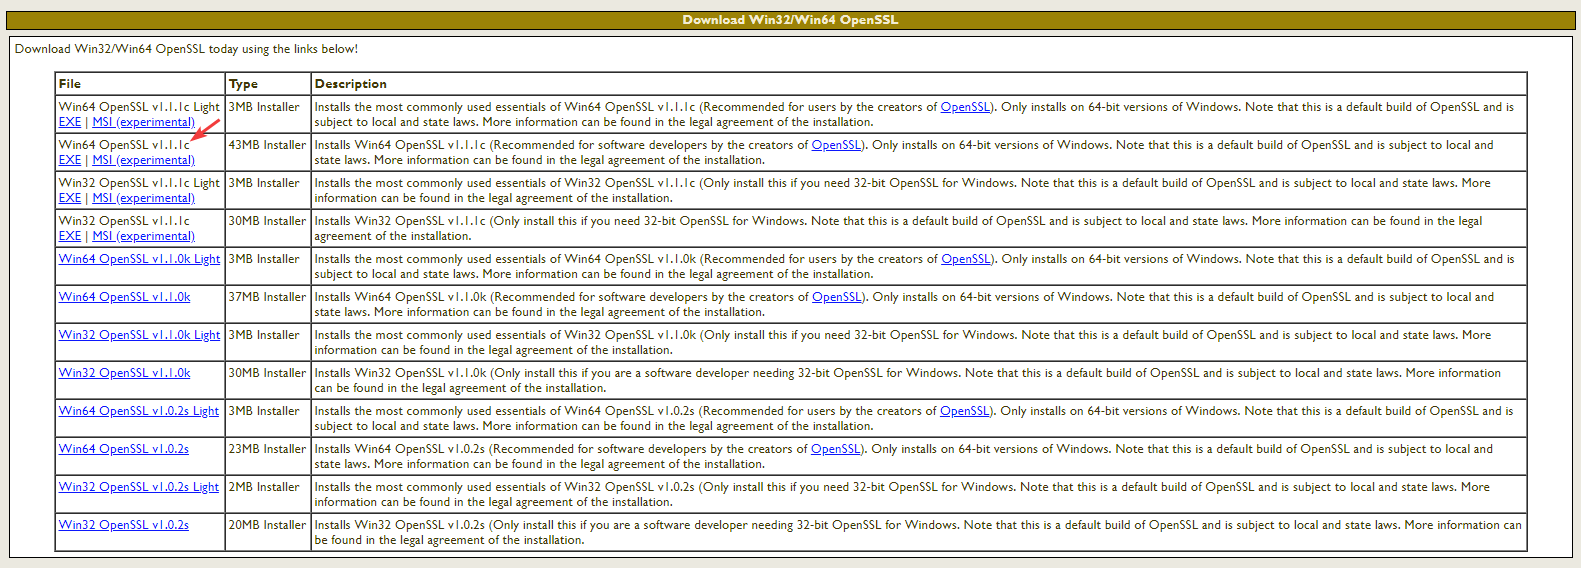 Download Win32/Win64 OpenSSL
Download Win32/Win64 OpenSSL today using the links below!
File Type Description
Win64 OpenSSL v1.1.1c Light 3MB Installer Installs the most commonly used essentials of Win64 OpenSSL v1.1.1c (Recommended for users by the creators of OpenSSL). Only installs on 64-bit versions of Windows. Note that this is a default build of OpenSSL and is
EXE | MSI (experimental) subject to local and state laws. More information can be found in the legal agreement of the installation.
Win64 OpenSSL v1.1.1c 43MB Installer Installs Win64 OpenSSL v1.1.1c (Recommended for software developers by the creators of OpenSSL). Only installs on 64-bit versions of Windows. Note that this is a default build of OpenSSL and is subject to local and
EXE | MSI (experimental) state laws. More information can be found in the legal agreement of the installation.
Win32 OpenSSL v1.1.1c Light 3MB Installer Installs the most commonly used essentials of Win32 OpenSSL v1.1.1c (Only install this if you need 32-bit OpenSSL for Windows. Note that this is a default build of OpenSSL and is subject to local and state laws. More
EXE | MSI (experimental) information can be found in the legal agreement of the installation.
Win32 OpenSSL v1.1.1c 30MB Installer Installs Win32 OpenSSL v1.1.1c (Only install this if you need 32-bit OpenSSL for Windows. Note that this is a default build of OpenSSL and is subject to local and state laws. More information can be found in the legal
EXE | MSI (experimental) agreement of the installation.
Win64 OpenSSL v1.1.0k Light 3MB Installer Installs the most commonly used essentials of Win64 OpenSSL v1.1.0k (Recommended for users by the creators of OpenSSL). Only installs on 64-bit versions of Windows. Note that this is a default build of OpenSSL and is
subject to local and state laws. More information can be found in the legal agreement of the installation.
Win64 OpenSSL v1.1.0k 37MB Installer Installs Win64 OpenSSL v1.1.0k (Recommended for software developers by the creators of OpenSSL). Only installs on 64-bit versions of Windows. Note that this is a default build of OpenSSL and is subject to local and
state laws. More information can be found in the legal agreement of the installation.
Win32 OpenSSL v1.1.0k Light 3MB Installer Installs the most commonly used essentials of Win32 OpenSSL v1.1.0k (Only install this if you need 32-bit OpenSSL for Windows. Note that this is a default build of OpenSSL and is subject to local and state laws. More
information can be found in the legal agreement of the installation.
Win32 OpenSSL v1.1.0k 30MB Installer Installs Win32 OpenSSL v1.1.0k (Only install this if you are a software developer needing 32-bit OpenSSL for Windows. Note that this is a default build of OpenSSL and is subject to local and state laws. More information
can be found in the legal agreement of the installation.
Win64 OpenSSL v1.0.2s Light 3MB Installer Installs the most commonly used essentials of Win64 OpenSSL v1.0.2s (Recommended for users by the creators of OpenSSL). Only installs on 64-bit versions of Windows. Note that this is a default build of OpenSSL and is
subject to local and state laws. More information can be found in the legal agreement of the installation.
Win64 OpenSSL v1.0.2s 23MB Installer Installs Win64 OpenSSL v1.0.2s (Recommended for software developers by the creators of OpenSSL). Only installs on 64-bit versions of Windows. Note that this is a default build of OpenSSL and is subject to local and
state laws. More information can be found in the legal agreement of the installation.
Win32 OpenSSL v1.0.2s Light 2MB Installer Installs the most commonly used essentials of Win32 OpenSSL v1.0.2s (Only install this if you need 32-bit OpenSSL for Windows. Note that this is a default build of OpenSSL and is subject to local and state laws. More
information can be found in the legal agreement of the installation.
Win32 OpenSSL v1.0.2s 20MB Installer Installs Win32 OpenSSL v1.0.2s (Only install this if you are a software developer needing 32-bit OpenSSL for Windows. Note that this is a default build of OpenSSL and is subject to local and state laws. More information can
be found in the legal agreement of the installation.